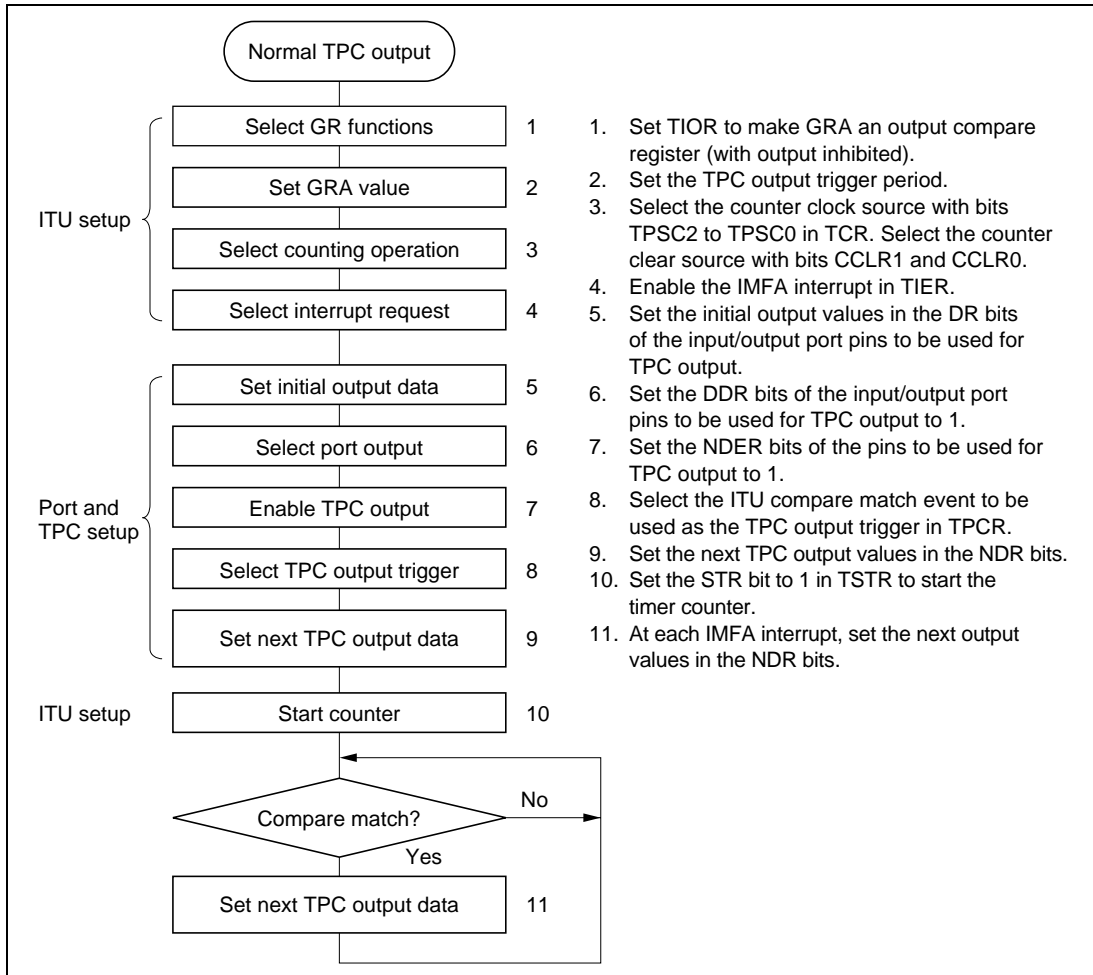 Normal TPC output
Select GR functions 1
Set GRA value 2
ITU setup
Select counting operation 3
Select interrupt request 4
Set initial output data 5
Select port output 6
Port and
TPC setup
Enable TPC output 7
Select TPC output trigger 8
Set next TPC output data 9
ITU setup
Start counter 10
Compare match?
No
Yes
Set next TPC output data 11
1. Set TIOR to make GRA an output compare
register (with output inhibited).
2. Set the TPC output trigger period.
3. Select the counter clock source with bits
TPSC2 to TPSC0 in TCR. Select the counter
clear source with bits CCLR1 and CCLR0.
4. Enable the IMFA interrupt in TIER.
5. Set the initial output values in the DR bits
of the input/output port pins to be used for
TPC output.
6. Set the DDR bits of the input/output port
pins to be used for TPC output to 1.
7. Set the NDER bits of the pins to be used for
TPC output to 1.
8. Select the ITU compare match event to be
used as the TPC output trigger in TPCR.
9. Set the next TPC output values in the NDR bits.
10. Set the STR bit to 1 in TSTR to start the
timer counter.
11. At each IMFA interrupt, set the next output
values in the NDR bits.